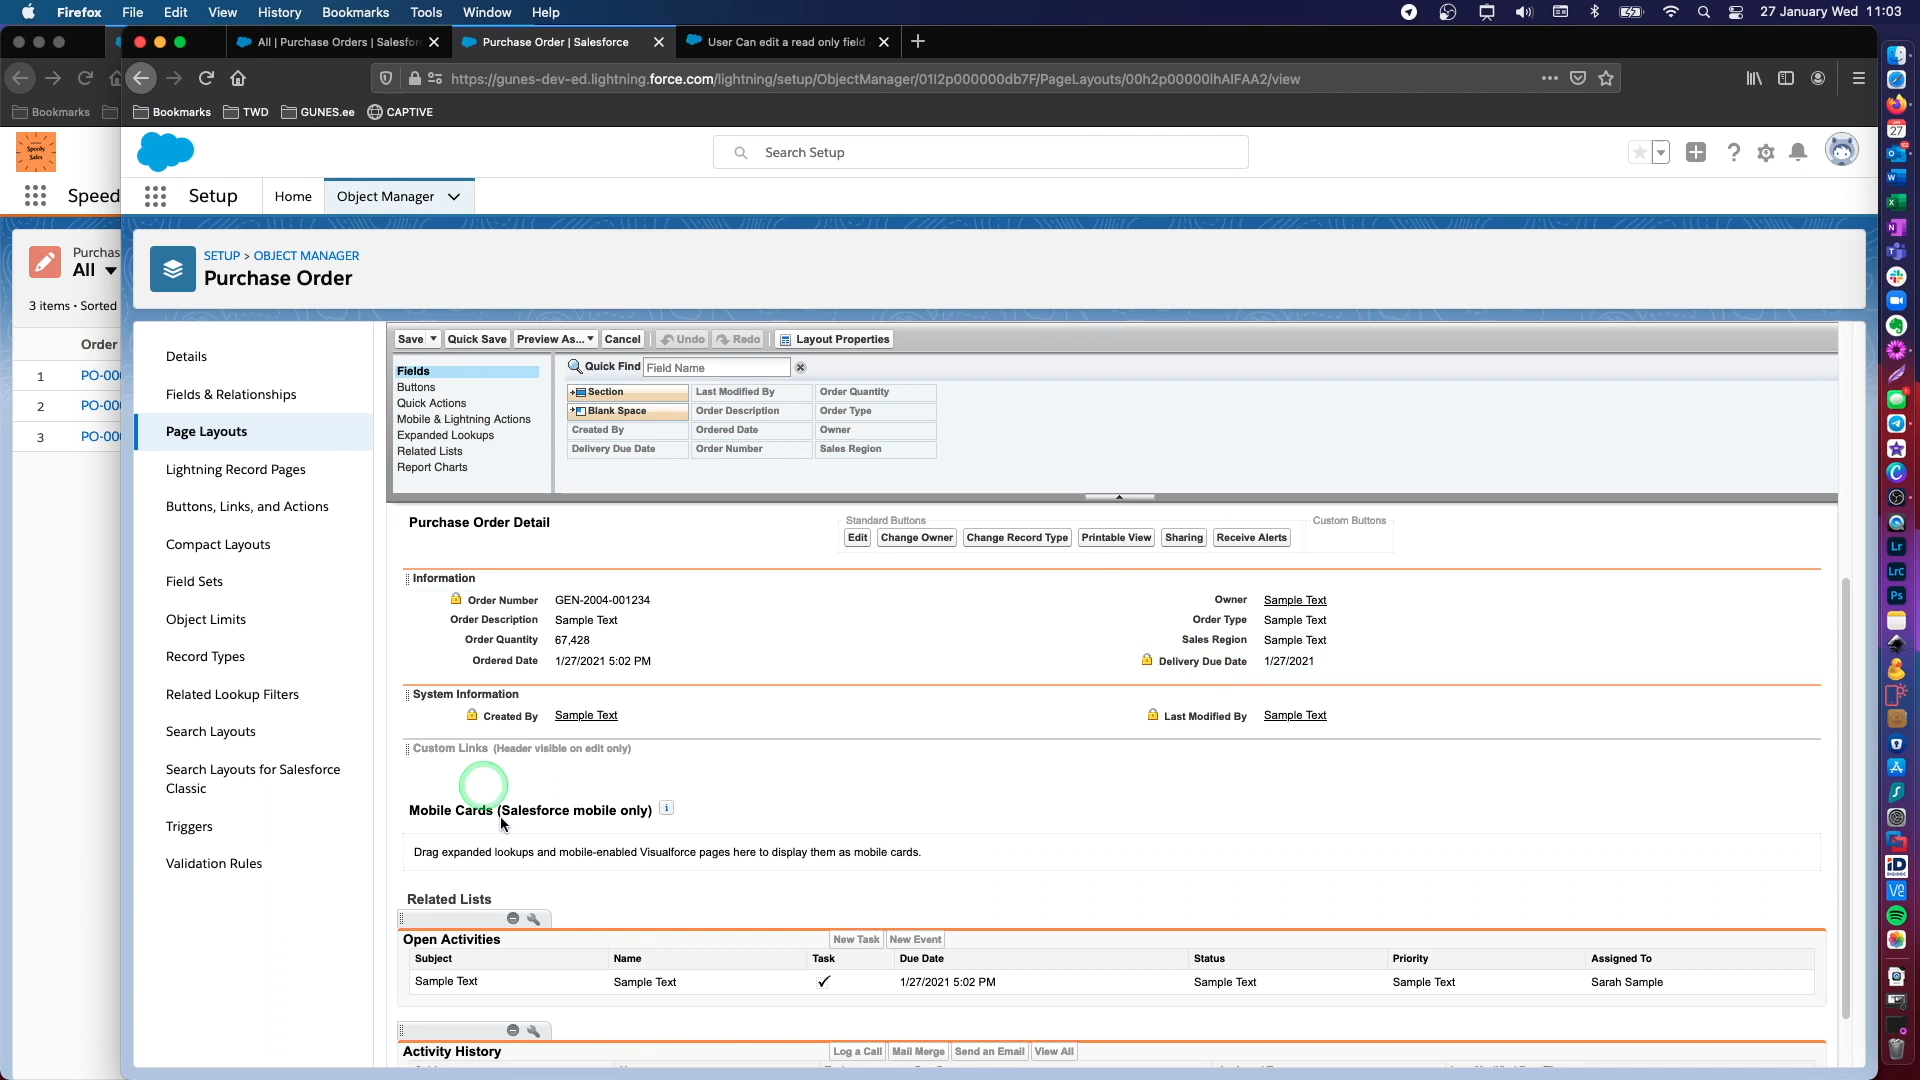 Firefox File Edit View History Bookmarks Tools Window Help 27 January Wed 11:03
All | Purchase Orders | Salesfor
Purchase Order | Salesforce
User Can edit a read only field
https://gunes-dev-ed.lightning.force.com/lightning/setup/ObjectManager/01I2p000000db7F/PageLayouts/00h2p00000IhAlFAA2/view
Bookmarks
Bookmarks TWD GUNES.ee CAPTIVE
Speedy
Sales
Search Setup
Speed
Setup Home Object Manager
Purchas
All
3 items • Sorted
Order
1 PO-000
2 PO-000
3 PO-000
SETUP > OBJECT MANAGER
Purchase Order
Details
Fields & Relationships
Page Layouts
Lightning Record Pages
Buttons, Links, and Actions
Compact Layouts
Field Sets
Object Limits
Record Types
Related Lookup Filters
Search Layouts
Search Layouts for Salesforce
Classic
Triggers
Validation Rules
Save Quick Save Preview As... Cancel Undo Redo Layout Properties
Fields
Buttons
Quick Actions
Mobile & Lightning Actions
Expanded Lookups
Related Lists
Report Charts
Quick Find Field Name
Section Last Modified By Order Quantity
Blank Space Order Description Order Type
Created By Ordered Date Owner
Delivery Due Date Order Number Sales Region
Purchase Order Detail
Standard Buttons
Edit Change Owner Change Record Type Printable View Sharing Receive Alerts
Custom Buttons
Information
Order Number GEN-2004-001234 Owner Sample Text
Order Description Sample Text Order Type Sample Text
Order Quantity 67,428 Sales Region Sample Text
Ordered Date 1/27/2021 5:02 PM Delivery Due Date 1/27/2021
System Information
Created By Sample Text Last Modified By Sample Text
Custom Links (Header visible on edit only)
Mobile Cards (Salesforce mobile only) i
Drag expanded lookups and mobile-enabled Visualforce pages here to display them as mobile cards.
Related Lists
Open Activities New Task New Event
Subject Name Task Due Date Status Priority Assigned To
Sample Text Sample Text ✓ 1/27/2021 5:02 PM Sample Text Sample Text Sarah Sample
Activity History Log a Call Mail Merge Send an Email View All
27
Lr
LrC
Ps
iD